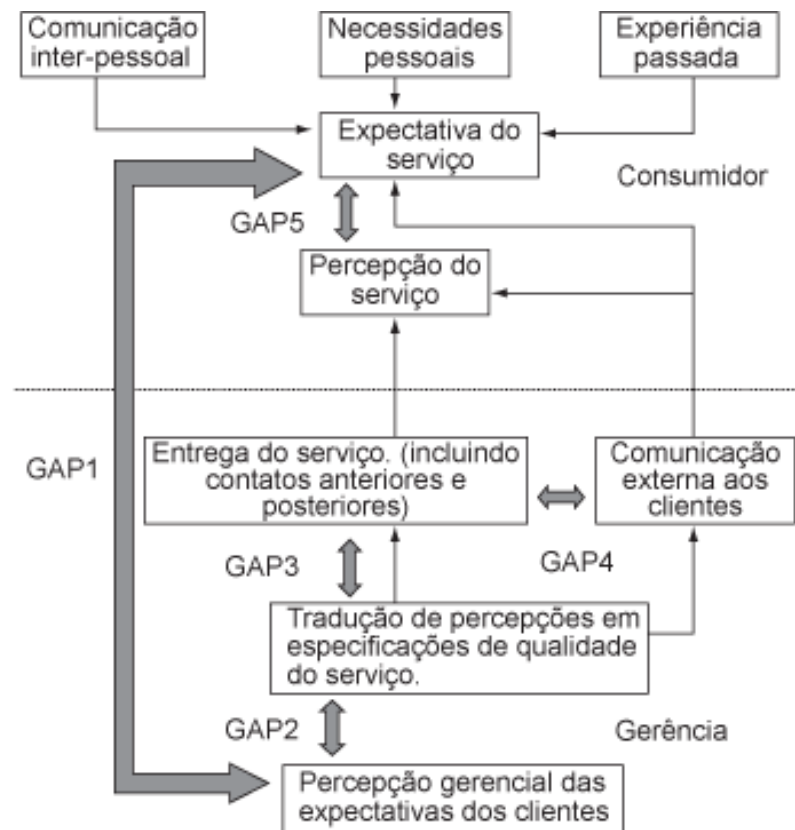 Comunicação
inter-pessoal
Necessidades
pessoais
Experiência
passada
Expectativa do
serviço
Consumidor
GAP5
Percepção do
serviço
GAP1
Entrega do serviço. (incluindo
contatos anteriores e
posteriores)
Comunicação
externa aos
clientes
GAP3
GAP4
Tradução de percepções em
especificações de qualidade
do serviço.
GAP2
Gerência
Percepção gerencial das
expectativas dos clientes